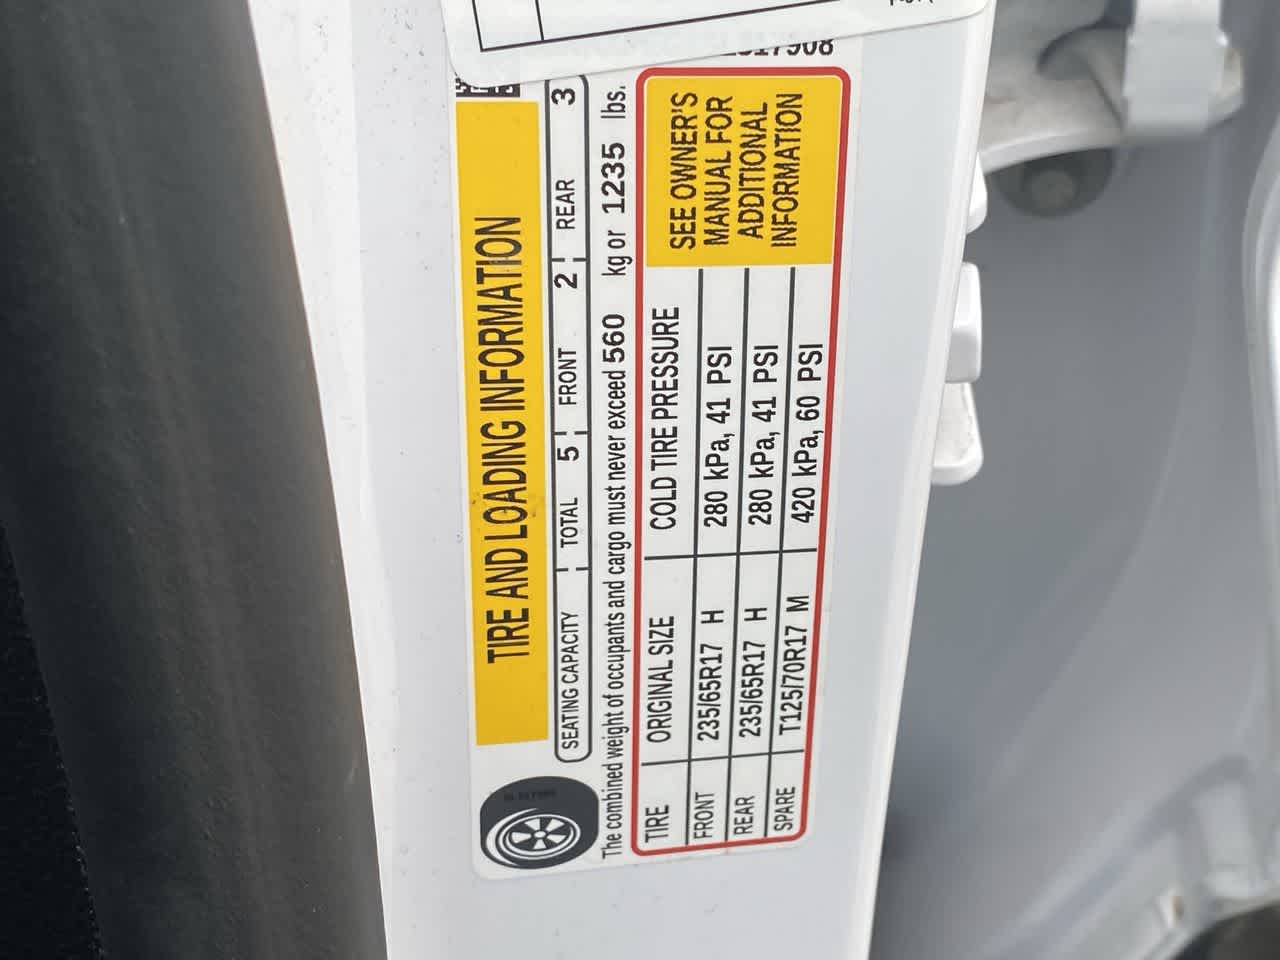 TIRE AND LOADING INFORMATION
SEATING CAPACITY TOTAL 5 FRONT 2 REAR 3
The combined weight of occupants and cargo must never exceed 560 kg or 1235 lbs.
TIRE ORIGINAL SIZE COLD TIRE PRESSURE
FRONT 235/65R17 H 280 kPa, 41 PSI
REAR 235/65R17 H 280 kPa, 41 PSI
SPARE T125/70R17 M 420 kPa, 60 PSI
SEE OWNER'S
MANUAL FOR
ADDITIONAL
INFORMATION